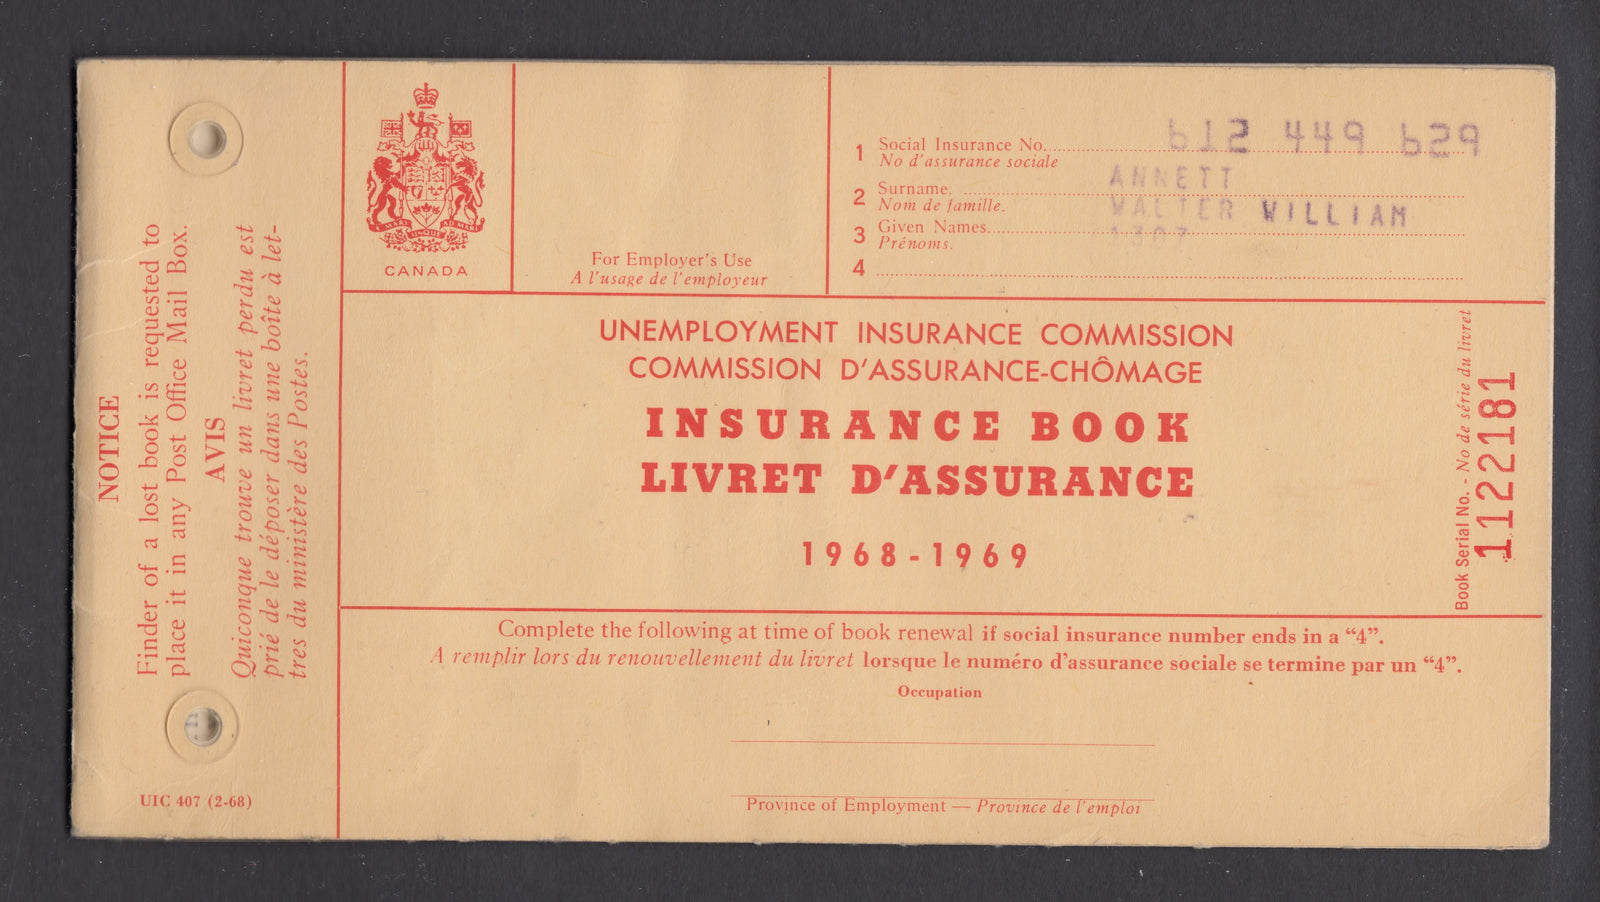 NOTICE
Finder of a lost book is requested to
place it in any Post Office Mail Box.
AVIS
Quiconque trouve un livret perdu est
prié de le déposer dans une boîte à let-
tres du ministère des Postes.
UIC 407 (2-68)
CANADA
For Employer's Use
A l'usage de l'employeur
1 Social Insurance No. 612 449 629
No d'assurance sociale
2 Surname. ANNETT
Nom de famille.
3 Given Names. WALTER WILLIAM
Prénoms.
4
UNEMPLOYMENT INSURANCE COMMISSION
COMMISSION D'ASSURANCE-CHÔMAGE
INSURANCE BOOK
LIVRET D'ASSURANCE
1968-1969
Book Serial No. - No de série du livret
1122181
Complete the following at time of book renewal if social insurance number ends in a “4”.
A remplir lors du renouvellement du livret lorsque le numéro d'assurance sociale se termine par un “4”.
Occupation
Province of Employment — Province de l'emploi